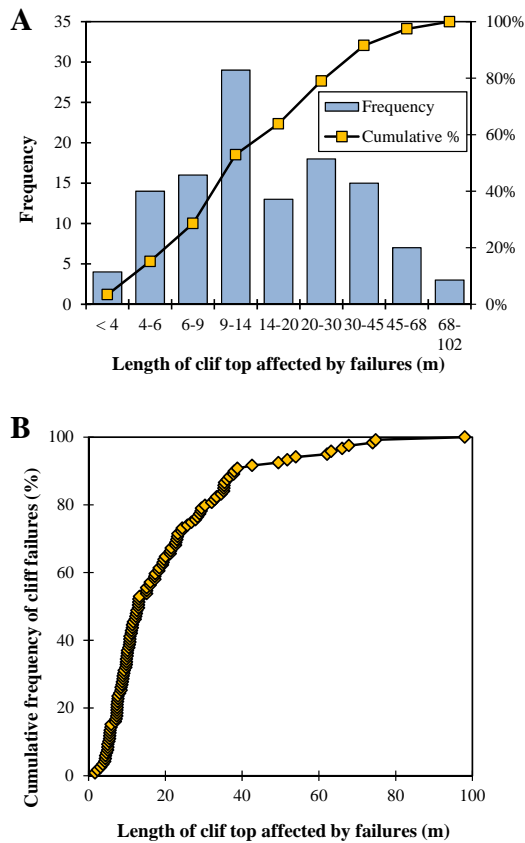 A
35
30
25
20
15
10
5
0
Frequency
100%
80%
60%
40%
20%
0%
Frequency
Cumulative %
< 4 4-6 6-9 9-14 14-20 20-30 30-45 45-68 68-
102
Length of clif top affected by failures (m)
B
100
80
60
40
20
0
Cumulative frequency of cliff failures (%)
0 20 40 60 80 100
Length of clif top affected by failures (m)